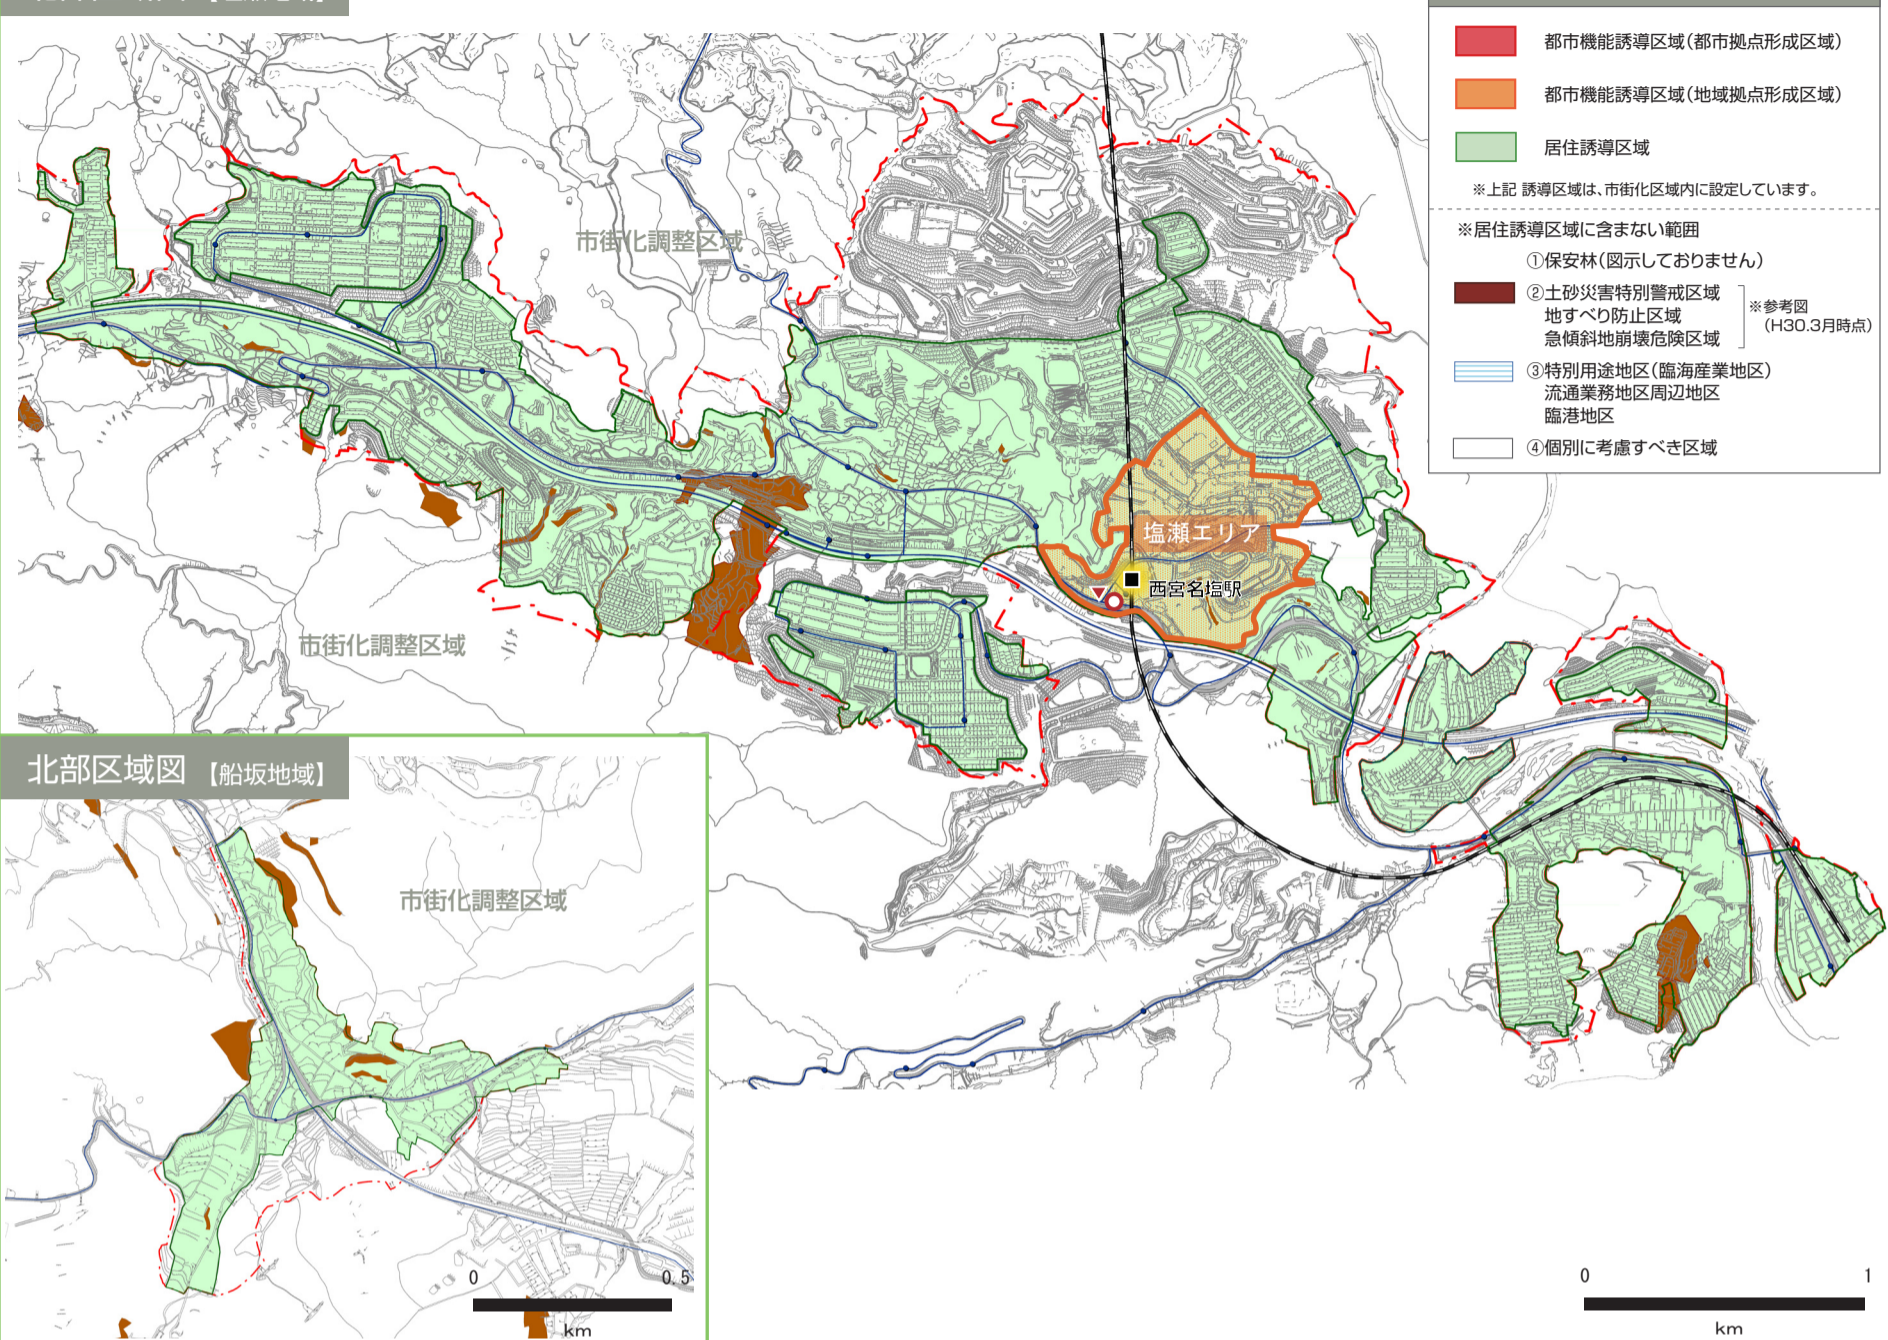 都市機能誘導区域(都市拠点形成区域)
都市機能誘導区域(地域拠点形成区域)
居住誘導区域
※上記 誘導区域は、市街化区域内に設定しています。
※居住誘導区域に含まない範囲
①保安林(図示しておりません)
②土砂災害特別警戒区域
地すべり防止区域
急傾斜地崩壊危険区域
※参考図
(H30.3月時点)
③特別用途地区(臨海産業地区)
流通業務地区周辺地区
臨港地区
④個別に考慮すべき区域
市街化調整区域
塩瀬エリア
西宮名塩駅
市街化調整区域
北部区域図 【船坂地域】
市街化調整区域
0 0.5
km
0 1
km